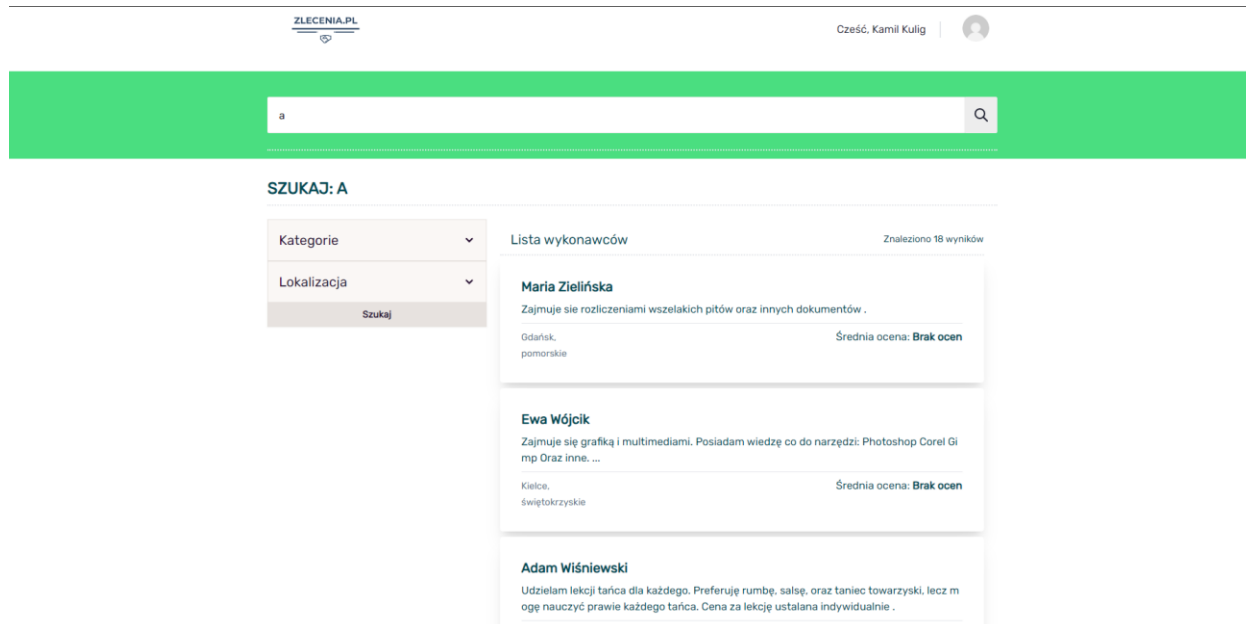 ZLECENIA.PL
Cześć, Kamil Kulig
a
SZUKAJ: A
Kategorie
Lokalizacja
Szukaj
Lista wykonawców
Znaleziono 18 wyników
Maria Zielińska
Zajmuje sie rozliczeniami wszelakich pitów oraz innych dokumentów .
Gdańsk,
pomorskie
Średnia ocena: Brak ocen
Ewa Wójcik
Zajmuje się grafiką i multimediami. Posiadam wiedzę co do narzędzi: Photoshop Corel Gi
mp Oraz inne. ...
Kielce,
świętokrzyskie
Średnia ocena: Brak ocen
Adam Wiśniewski
Udzielam lekcji tańca dla każdego. Preferuję rumbę, salsę, oraz taniec towarzyski, lecz m
ogę nauczyć prawie każdego tańca. Cena za lekcję ustalana indywidualnie .